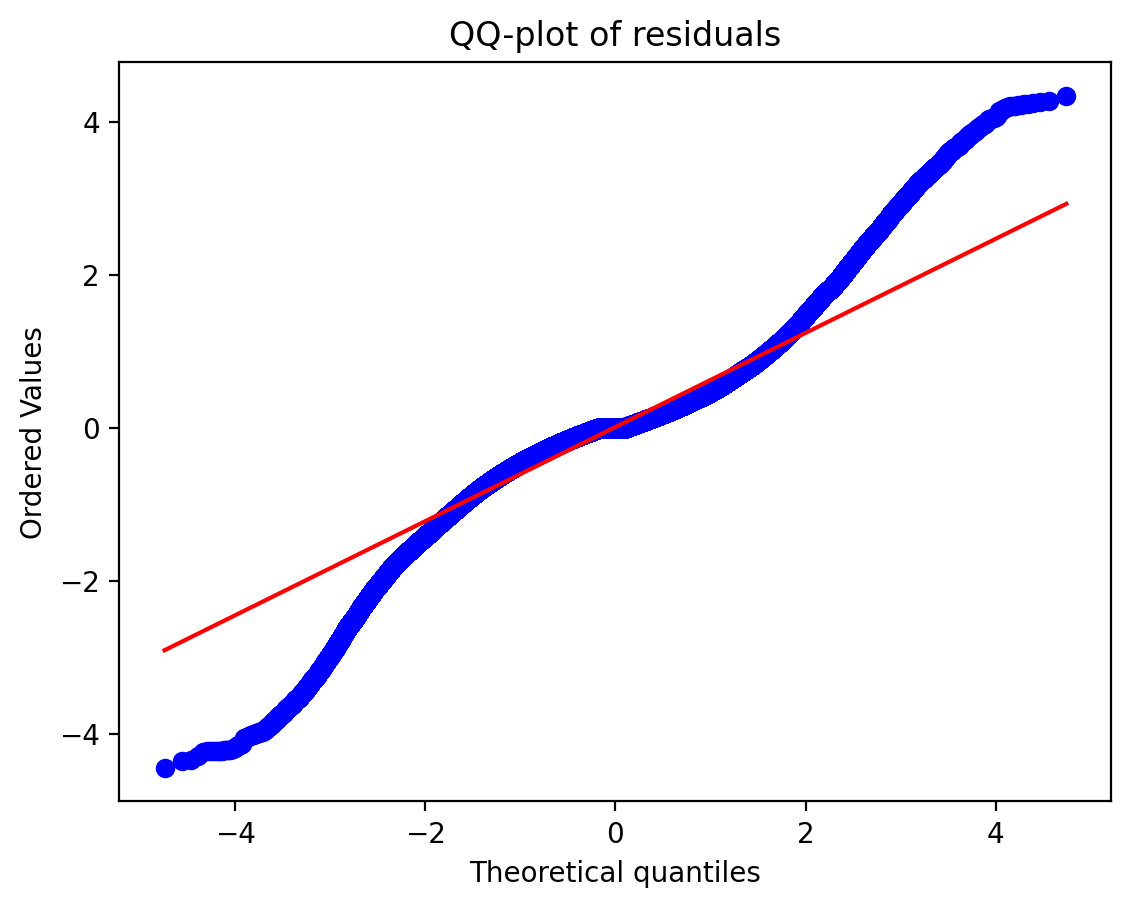 QQ-plot of residuals
4
2
0
−2
−4
Ordered Values
−4 −2 0 2 4
Theoretical quantiles